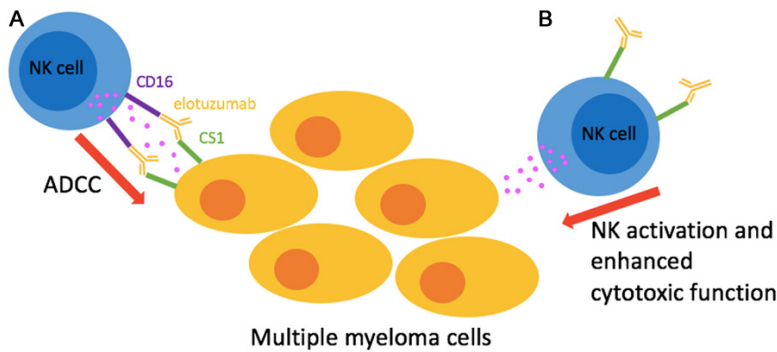 A
NK cell
CD16
elotuzumab
CS1
ADCC
B
NK cell
NK activation and
enhanced
cytotoxic function
Multiple myeloma cells